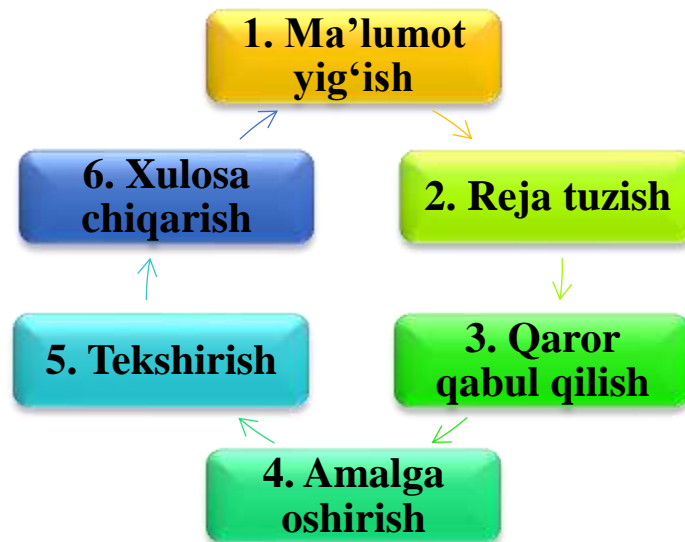 1. Ma’lumot
yig‘ish
2. Reja tuzish
3. Qaror
qabul qilish
4. Amalga
oshirish
5. Tekshirish
6. Xulosa
chiqarish